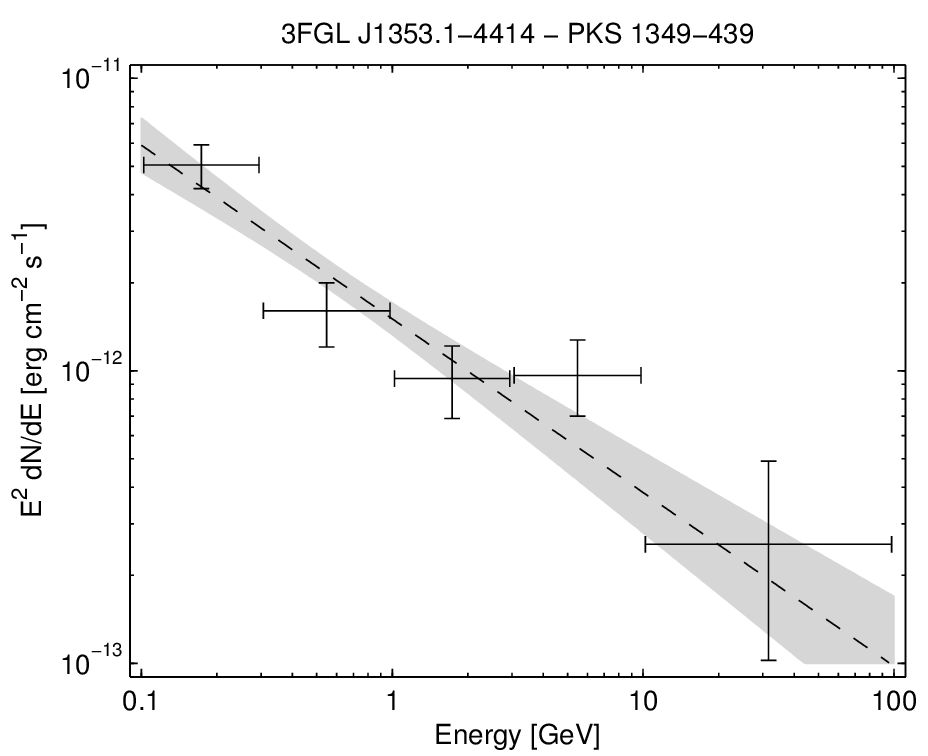 3FGL J1353.1−4414 − PKS 1349−439
10⁻¹¹
10⁻¹²
10⁻¹³
E² dN/dE [erg cm⁻² s⁻¹]
0.1 1 10 100
Energy [GeV]